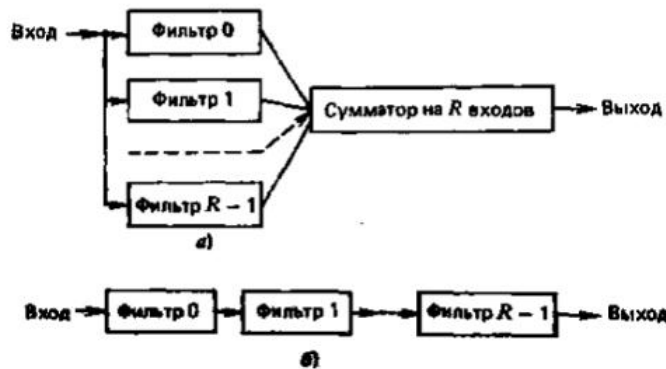 Вход
Фильтр 0
Фильтр 1
Сумматор на R входов
Выход
Фильтр R – 1
а)
Вход
Фильтр 0
Фильтр 1
Фильтр R – 1
Выход
б)